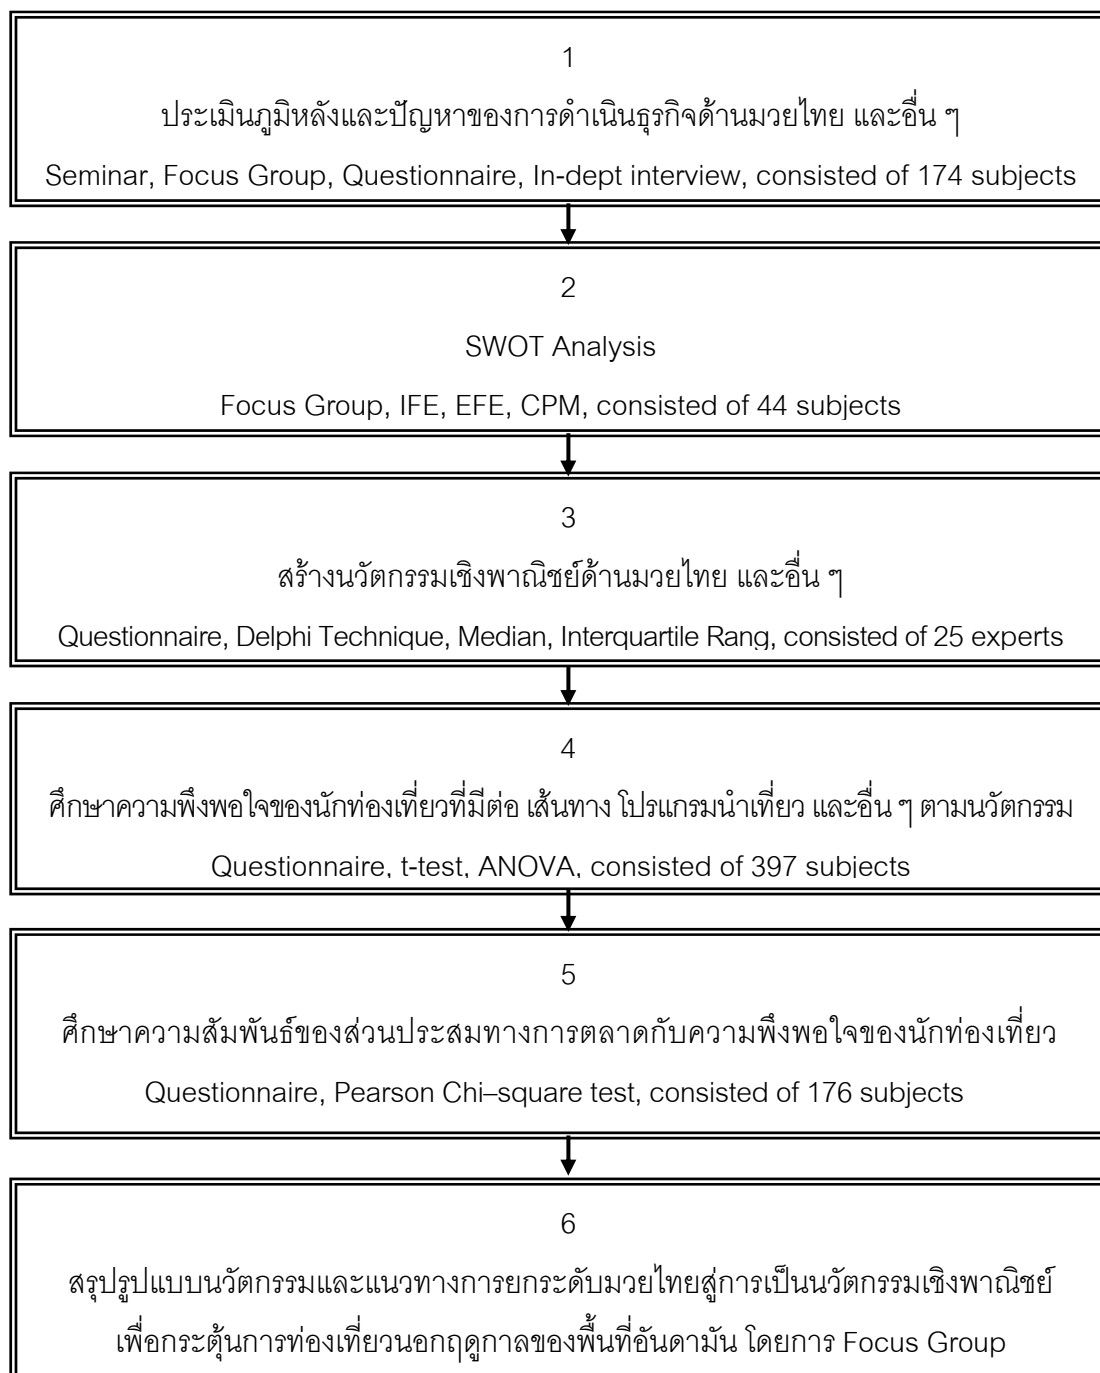 1
ประเมินภูมิหลังและปัญหาของการดำเนินธุรกิจด้านมวยไทย และอื่น ๆ
Seminar, Focus Group, Questionnaire, In-dept interview, consisted of 174 subjects
2
SWOT Analysis
Focus Group, IFE, EFE, CPM, consisted of 44 subjects
3
สร้างนวัตกรรมเชิงพาณิชย์ด้านมวยไทย และอื่น ๆ
Questionnaire, Delphi Technique, Median, Interquartile Rang, consisted of 25 experts
4
ศึกษาความพึงพอใจของนักท่องเที่ยวที่มีต่อ เส้นทาง โปรแกรมนำเที่ยว และอื่น ๆ ตามนวัตกรรม
Questionnaire, t-test, ANOVA, consisted of 397 subjects
5
ศึกษาความสัมพันธ์ของส่วนประสมทางการตลาดกับความพึงพอใจของนักท่องเที่ยว
Questionnaire, Pearson Chi–square test, consisted of 176 subjects
6
สรุปรูปแบบนวัตกรรมและแนวทางการยกระดับมวยไทยสู่การเป็นนวัตกรรมเชิงพาณิชย์
เพื่อกระตุ้นการท่องเที่ยวนอกฤดูกาลของพื้นที่อันดามัน โดยการ Focus Group